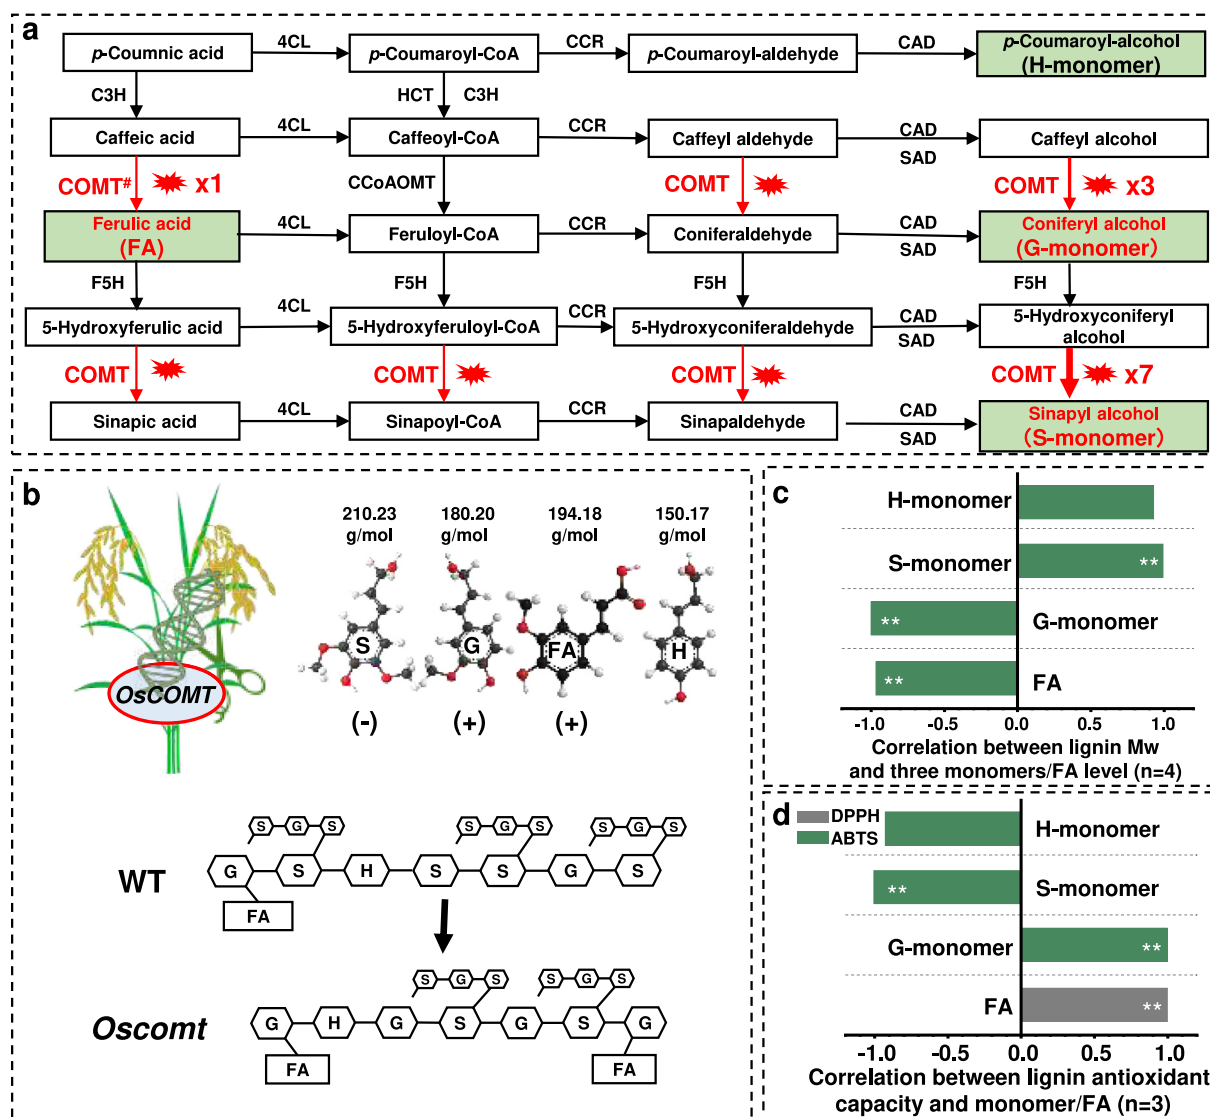 a
p-Coumnic acid 4CL p-Coumaroyl-CoA CCR p-Coumaroyl-aldehyde CAD p-Coumaroyl-alcohol
(H-monomer)
C3H HCT C3H
Caffeic acid 4CL Caffeoyl-CoA CCR Caffeyl aldehyde CAD Caffeyl alcohol
SAD
COMT# x1 CCoAOMT COMT COMT x3
Ferulic acid
(FA) 4CL Feruloyl-CoA CCR Coniferaldehyde CAD Coniferyl alcohol
SAD (G-monomer)
F5H F5H F5H F5H
5-Hydroxyferulic acid 4CL 5-Hydroxyferuloyl-CoA CCR 5-Hydroxyconiferaldehyde CAD 5-Hydroxyconiferyl
SAD alcohol
COMT COMT COMT COMT x7
Sinapic acid 4CL Sinapoyl-CoA CCR Sinapaldehyde CAD Sinapyl alcohol
SAD (S-monomer)
b
OsCOMT
210.23 180.20 194.18 150.17
g/mol g/mol g/mol g/mol
S G FA H
(-) (+) (+)
S G S S G S S G S
WT G S H S S G S
FA
S G S S G S
Oscomt G H G S G S G
FA FA
c
H-monomer
S-monomer **
** G-monomer
** FA
-1.0 -0.5 0.0 0.5 1.0
Correlation between lignin Mw
and three monomers/FA level (n=4)
d
DPPH
ABTS
H-monomer
** S-monomer
G-monomer **
FA **
-1.0 -0.5 0.0 0.5 1.0
Correlation between lignin antioxidant
capacity and monomer/FA (n=3)